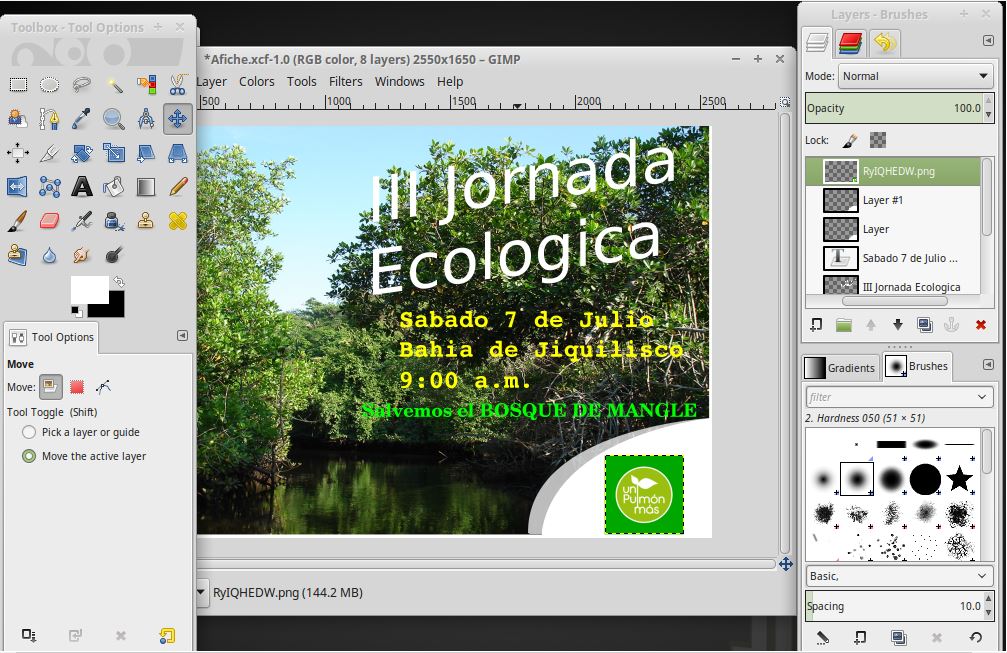 Toolbox - Tool Options
Tool Options
Move
Move:
Tool Toggle (Shift)
Pick a layer or guide
Move the active layer
*Afiche.xcf-1.0 (RGB color, 8 layers) 2550x1650 – GIMP
Layer Colors Tools Filters Windows Help
500 1000 1500 2000 2500
III Jornada
Ecologica
Sabado 7 de Julio
Bahia de Jiquilisco
9:00 a.m.
Salvemos el BOSQUE DE MANGLE
un
Pulmón
más
RyIQHEDW.png (144.2 MB)
Layers - Brushes
Mode: Normal
Opacity 100.0
Lock:
RyIQHEDW.png
Layer #1
Layer
Sabado 7 de Julio ...
III Jornada Ecologica
Gradients Brushes
filter
2. Hardness 050 (51 × 51)
Basic,
Spacing 10.0